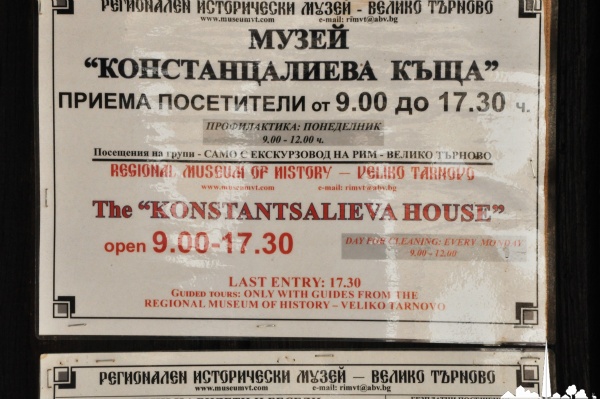 РЕГИОНАЛЕН ИСТОРИЧЕСКИ МУЗЕЙ - ВЕЛИКО ТЪРНОВО
www.museumvt.com e-mail: rimvt@abv.bg
МУЗЕЙ
“КОНСТАНЦАЛИЕВА КЪЩА”
ПРИЕМА ПОСЕТИТЕЛИ от 9.00 до 17.30 ч.
ПРОФИЛАКТИКА: ПОНЕДЕЛНИК
9.00 - 12.00 ч.
Посещения на групи - САМО С ЕКСКУРЗОВОД НА РИМ - ВЕЛИКО ТЪРНОВО
REGIONAL MUSEUM OF HISTORY – VELIKO TARNOVO
www.museumvt.com e-mail: rimvt@abv.bg
The “KONSTANTSALIEVA HOUSE”
open 9.00-17.30
DAY FOR CLEANING: EVERY MONDAY
9.00 - 12.00
LAST ENTRY: 17.30
GUIDED TOURS: ONLY WITH GUIDES FROM THE
REGIONAL MUSEUM OF HISTORY – VELIKO TARNOVO
РЕГИОНАЛЕН ИСТОРИЧЕСКИ МУЗЕЙ – ВЕЛИКО ТЪРНОВО
www.museumvt.com e-mail: rimvt@abv.bg